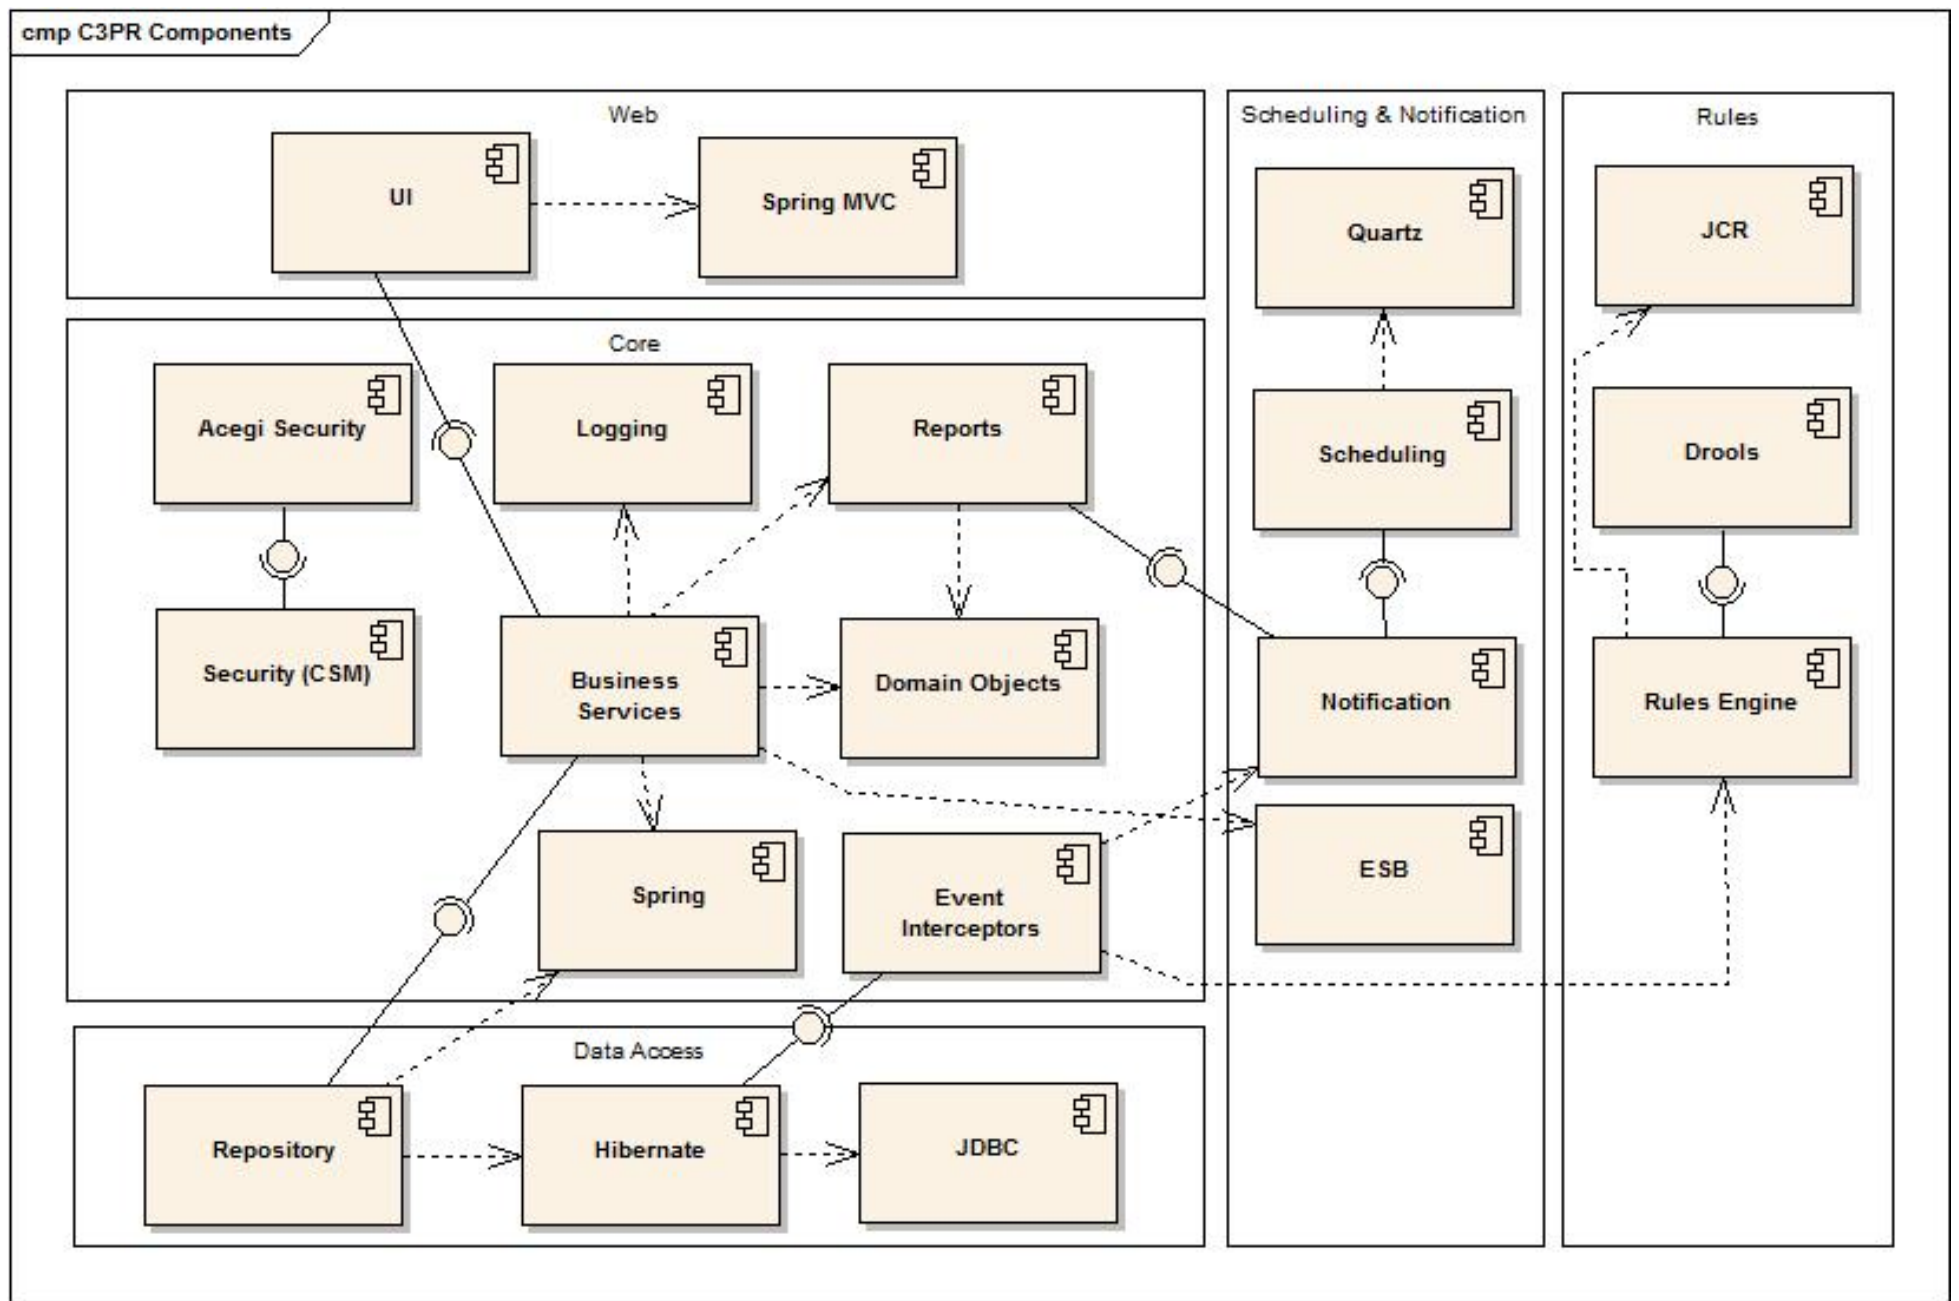 cmp C3PR Components
Web
UI
Spring MVC
Core
Acegi Security
Logging
Reports
Security (CSM)
Business
Services
Domain Objects
Spring
Event
Interceptors
Data Access
Repository
Hibernate
JDBC
Scheduling & Notification
Quartz
Scheduling
Notification
ESB
Rules
JCR
Drools
Rules Engine